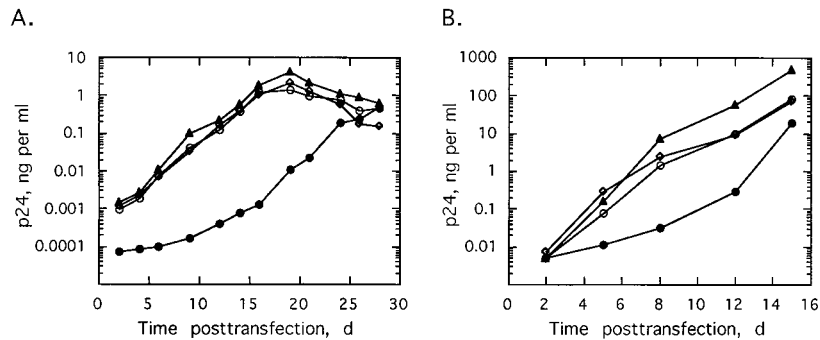 A.
p24, ng per ml
10
1
0.1
0.01
0.001
0.0001
0 5 10 15 20 25 30
Time posttransfection, d
B.
p24, ng per ml
1000
100
10
1
0.1
0.01
0 2 4 6 8 10 12 14 16
Time posttransfection, d